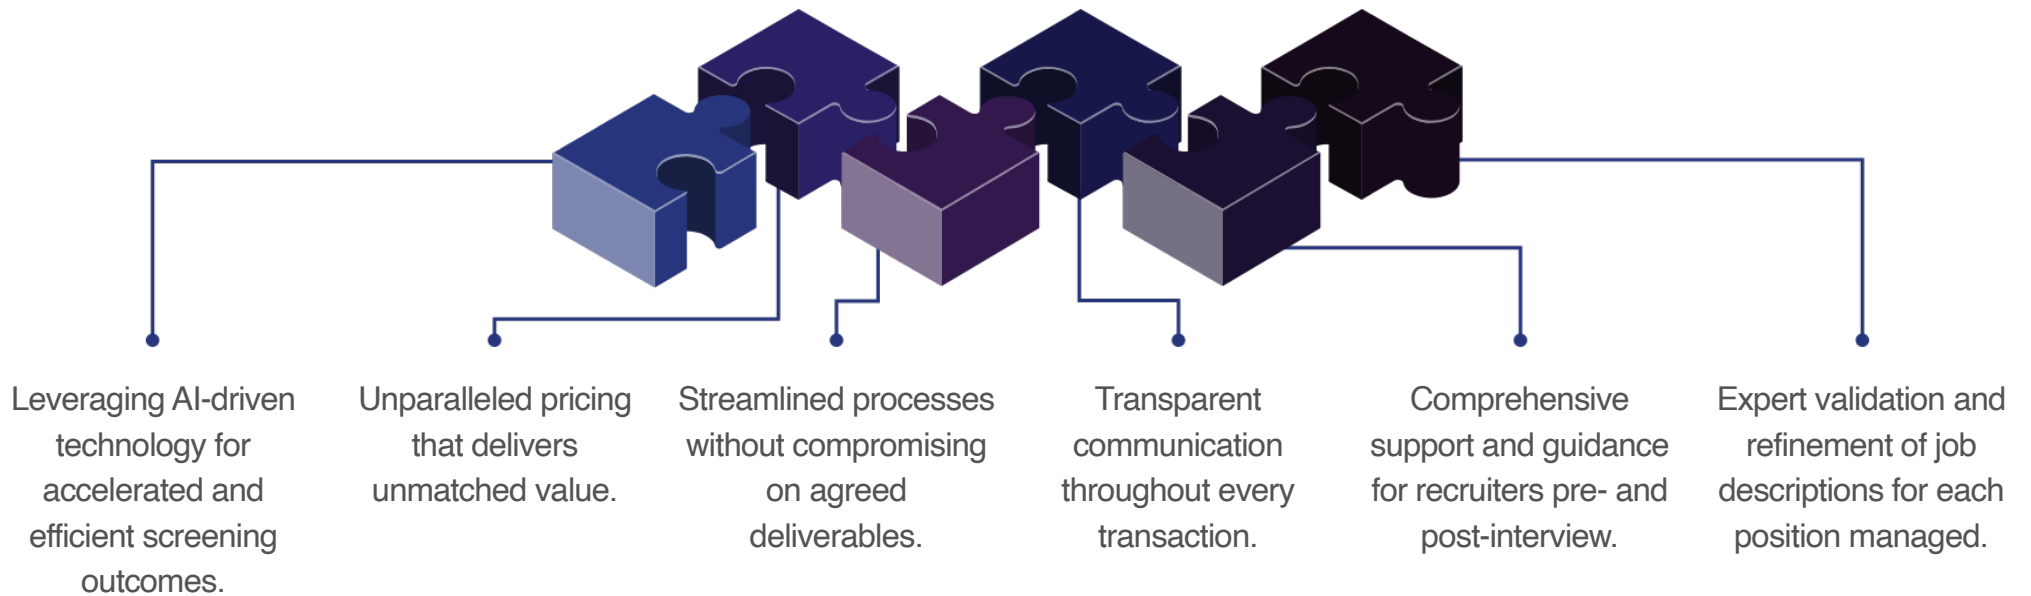 Leveraging AI-driven
technology for
accelerated and
efficient screening
outcomes.
Unparalleled pricing
that delivers
unmatched value.
Streamlined processes
without compromising
on agreed
deliverables.
Transparent
communication
throughout every
transaction.
Comprehensive
support and guidance
for recruiters pre- and
post-interview.
Expert validation and
refinement of job
descriptions for each
position managed.